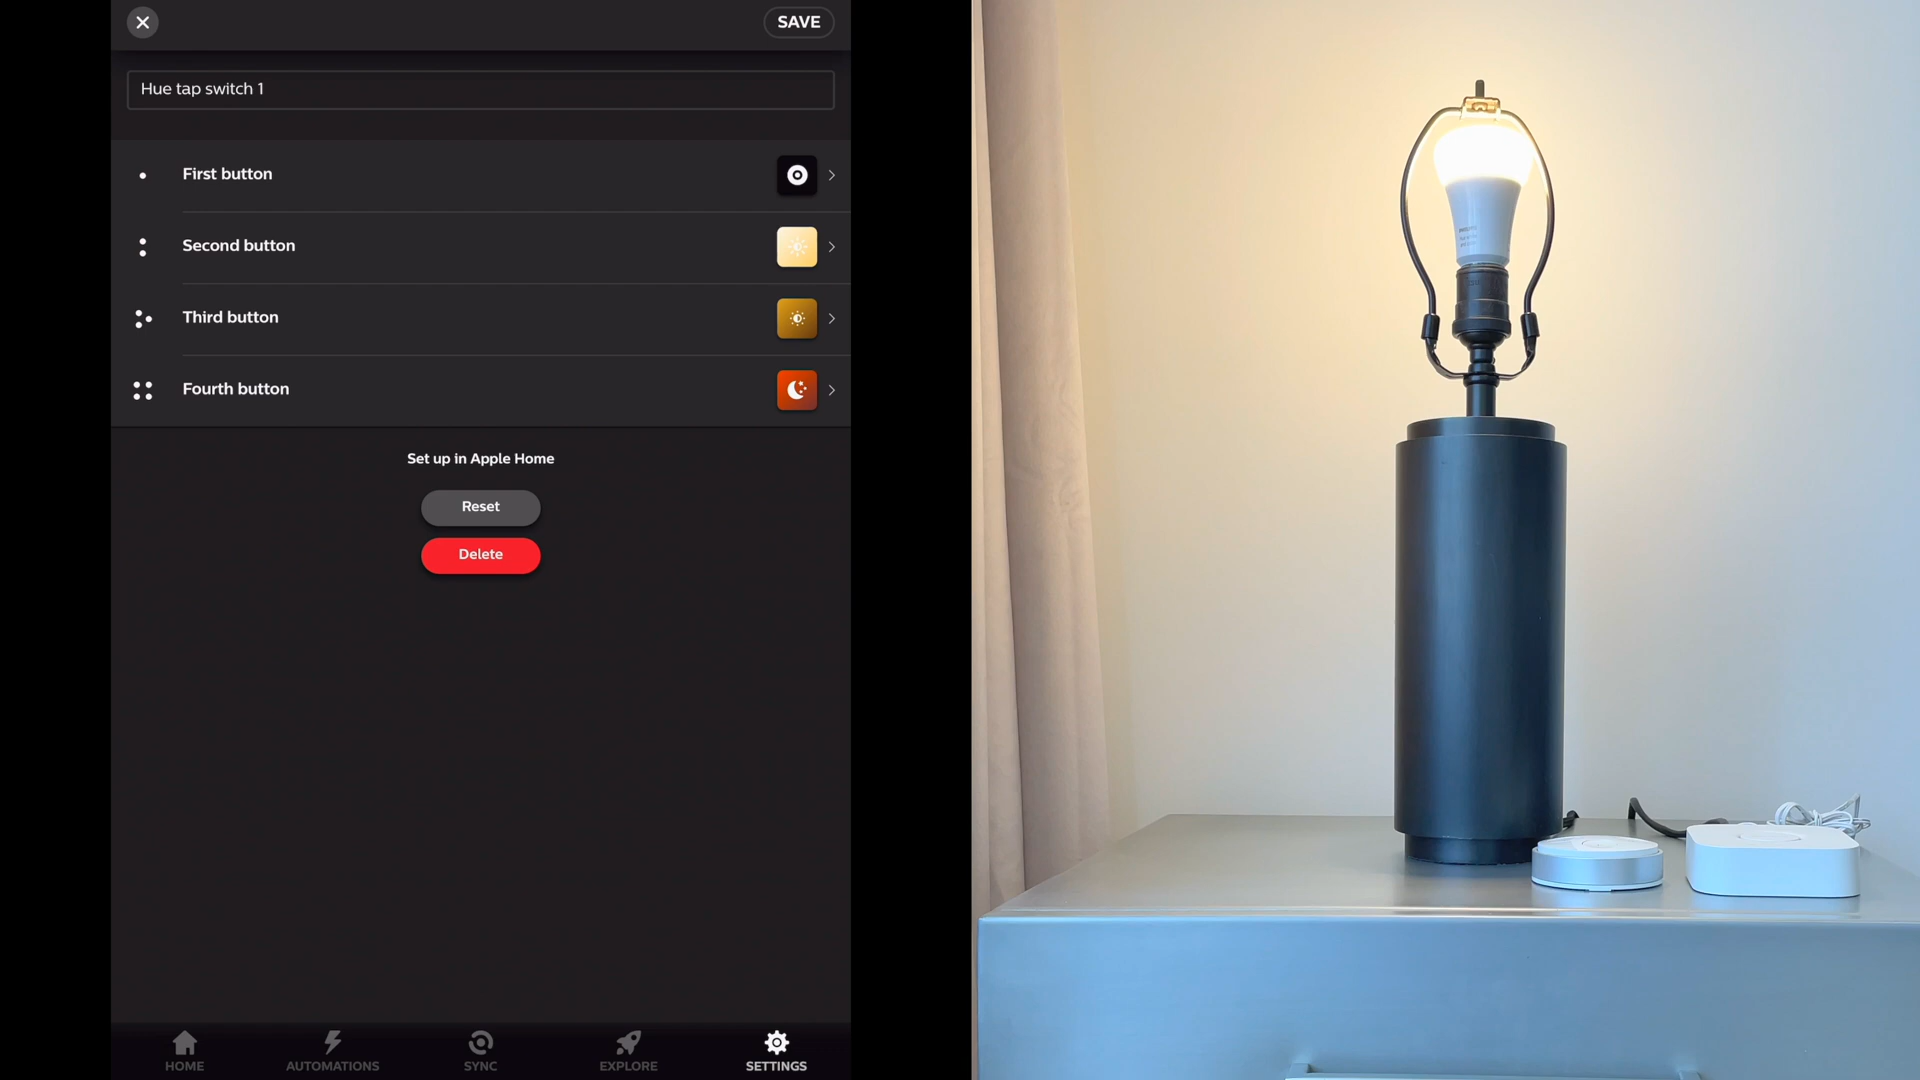 SAVE
Hue tap switch 1
First button
Second button
Third button
Fourth button
Set up in Apple Home
Reset
Delete
HOME
AUTOMATIONS
SYNC
EXPLORE
SETTINGS